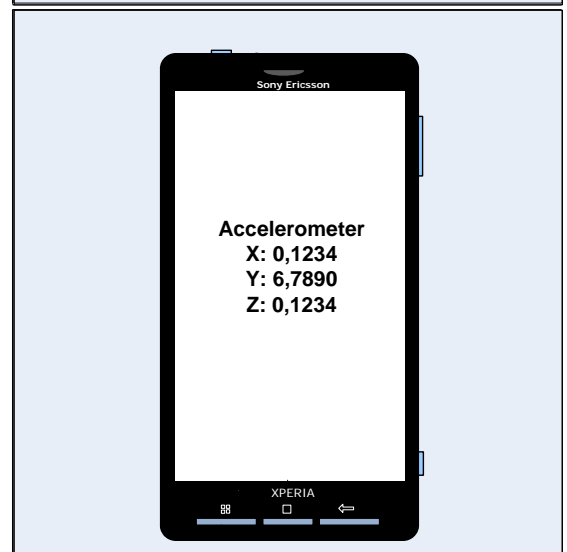 Sony Ericsson
Accelerometer
X: 0,1234
Y: 6,7890
Z: 0,1234
XPERIA